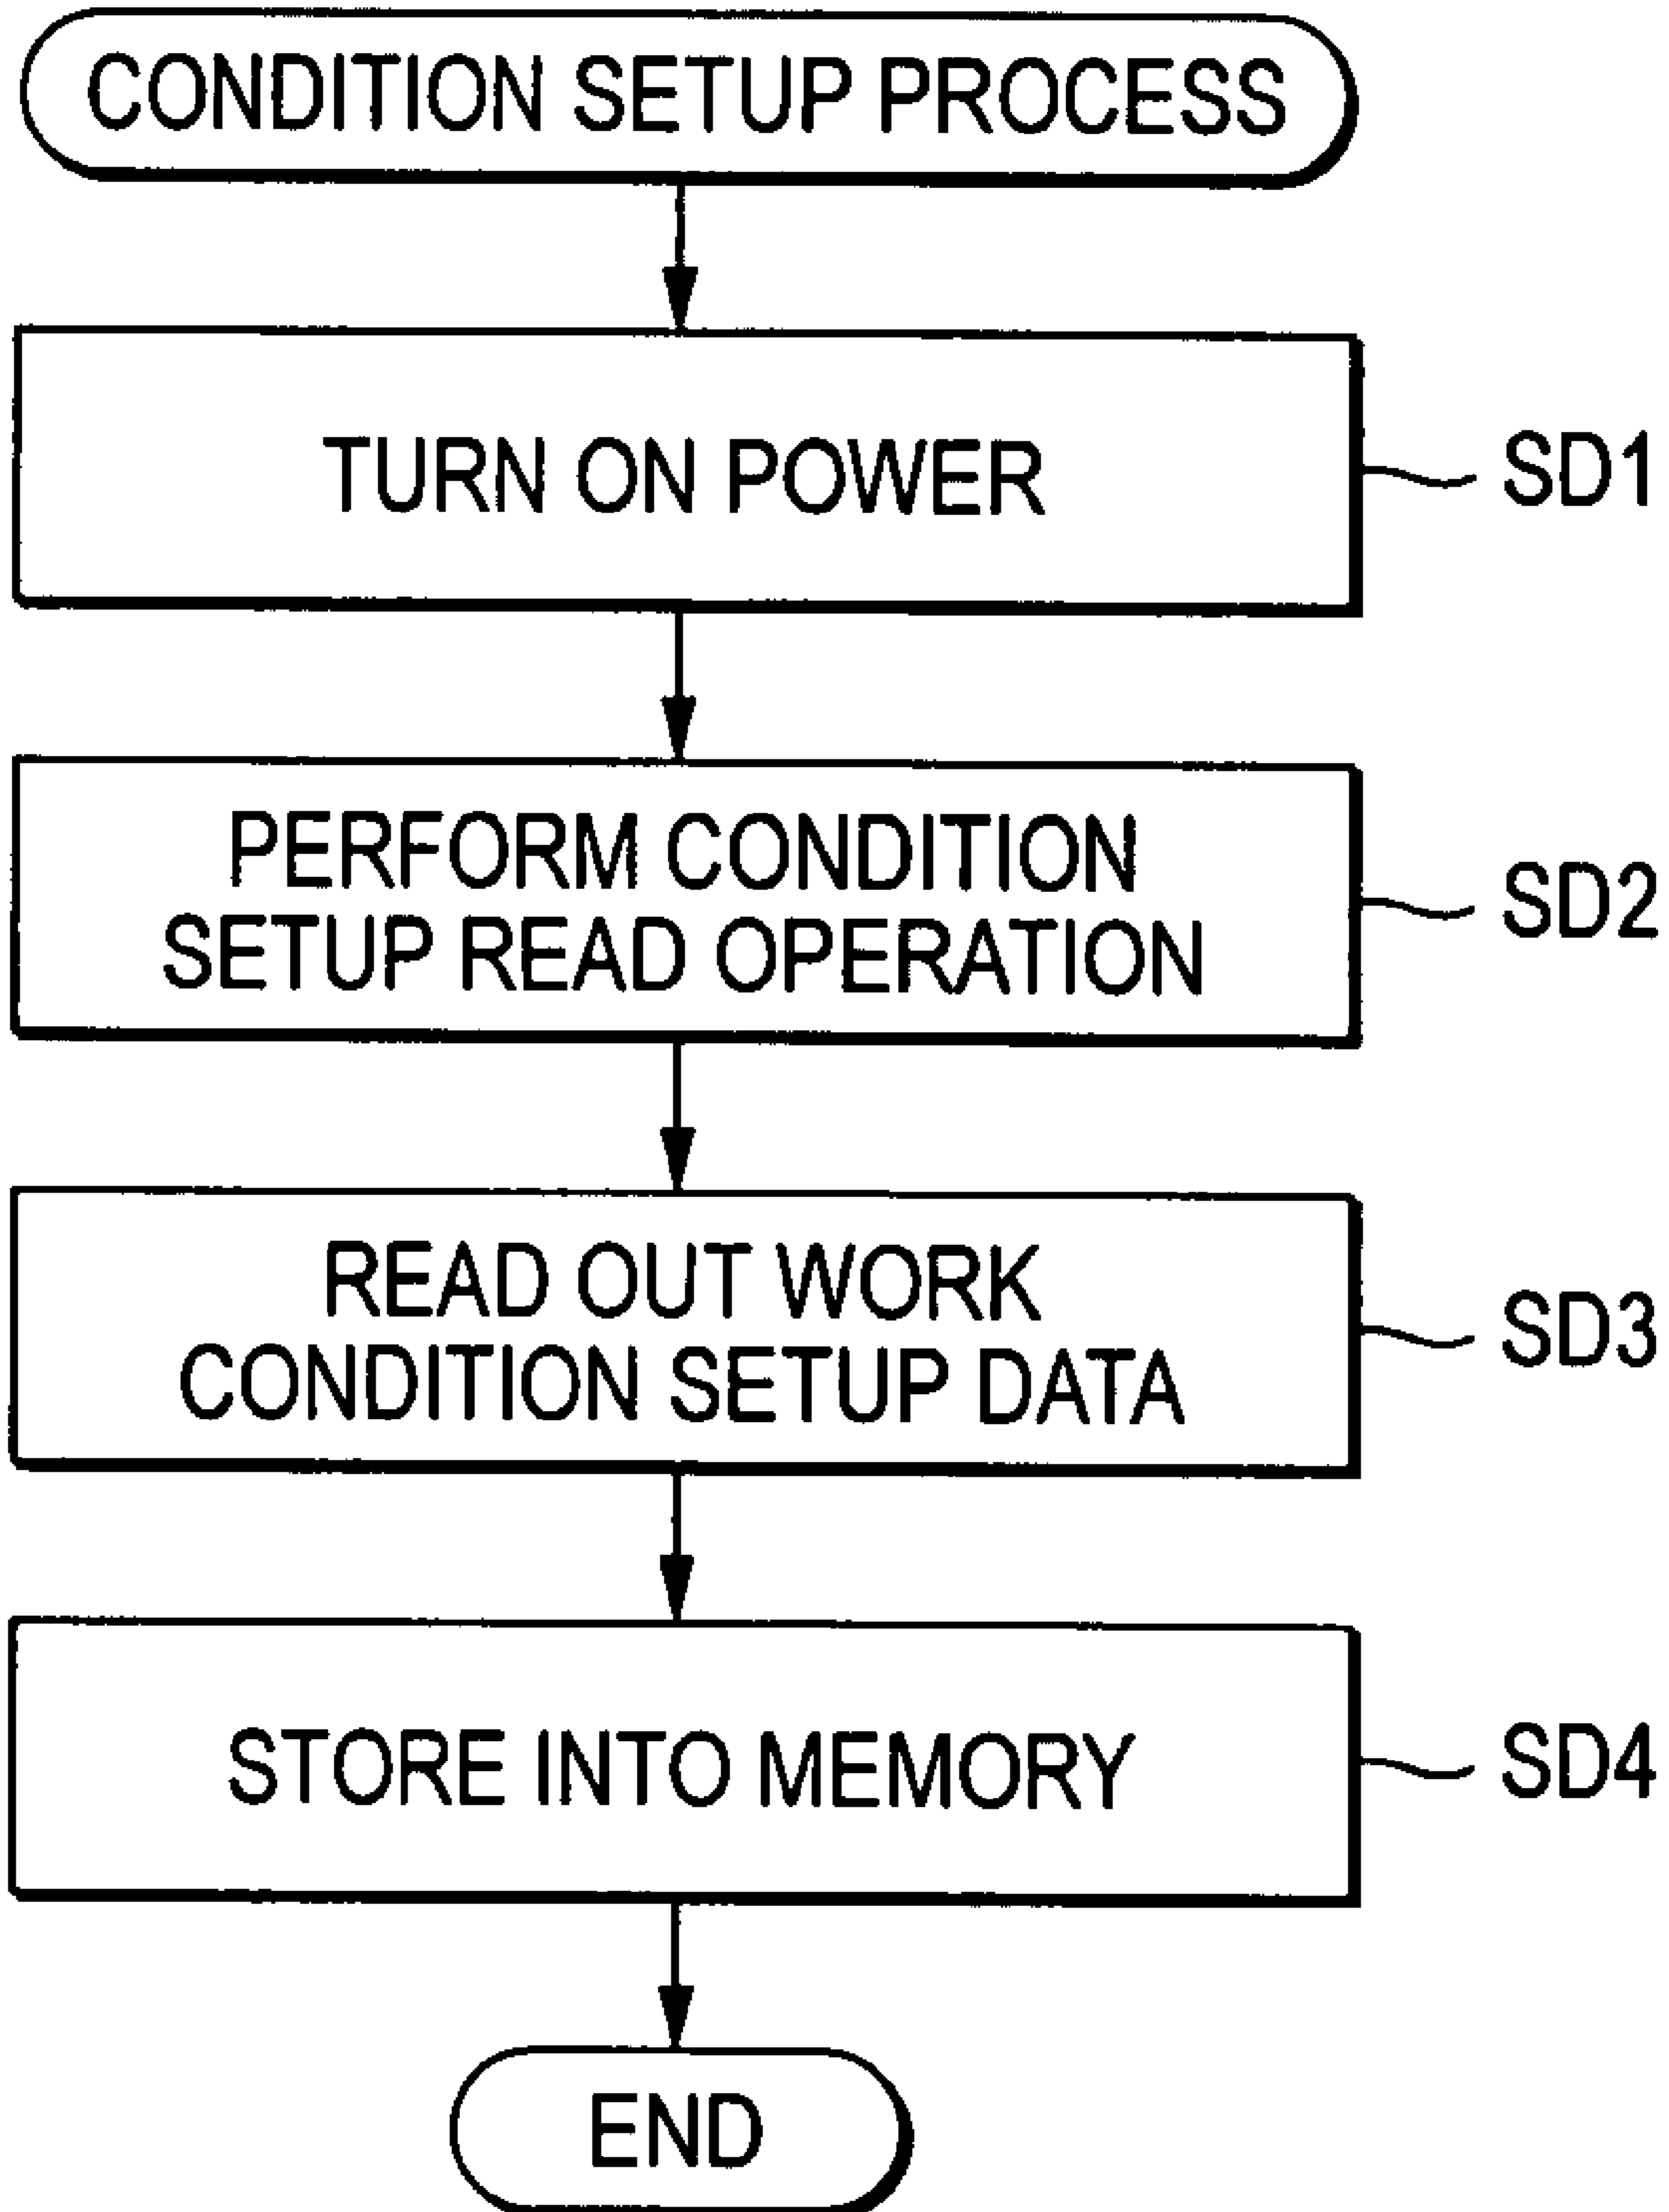 CONDITION SETUP PROCESS
TURN ON POWER
SD1
PERFORM CONDITION
SETUP READ OPERATION
SD2
READ OUT WORK
CONDITION SETUP DATA
SD3
STORE INTO MEMORY
SD4
END